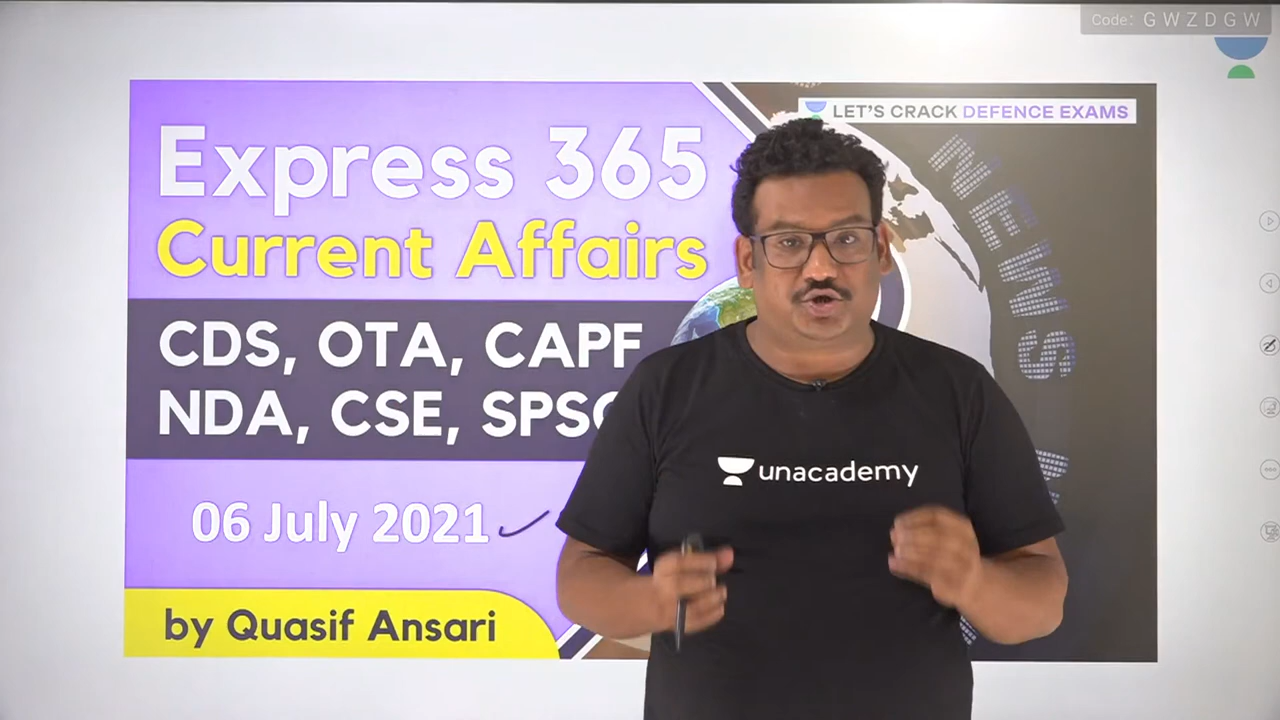 Code: GWZDGW
LET'S CRACK DEFENCE EXAMS
Express 365
Current Affairs
CDS, OTA, CAPF
NDA, CSE, SPSC
06 July 2021
by Quasif Ansari
unacademy
NEWS